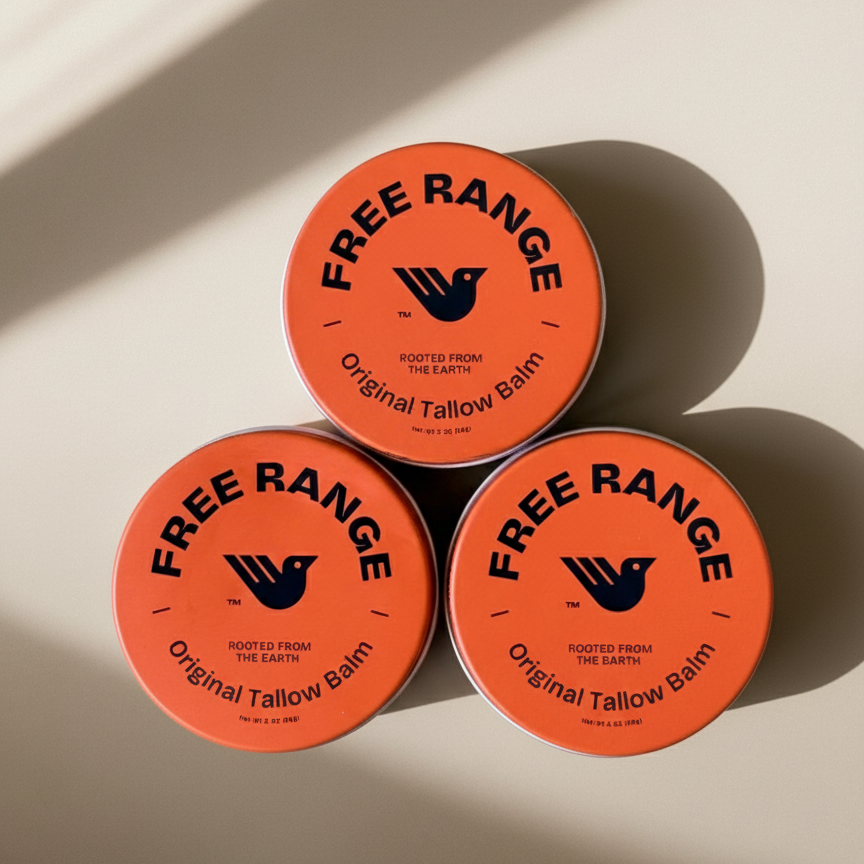 FREE RANGE
TM
ROOTED FROM
THE EARTH
Original Tallow Balm
FREE RANGE
TM
ROOTED FROM
THE EARTH
Original Tallow Balm
FREE RANGE
TM
ROOTED FROM
THE BARTH
Original Tallow Balm